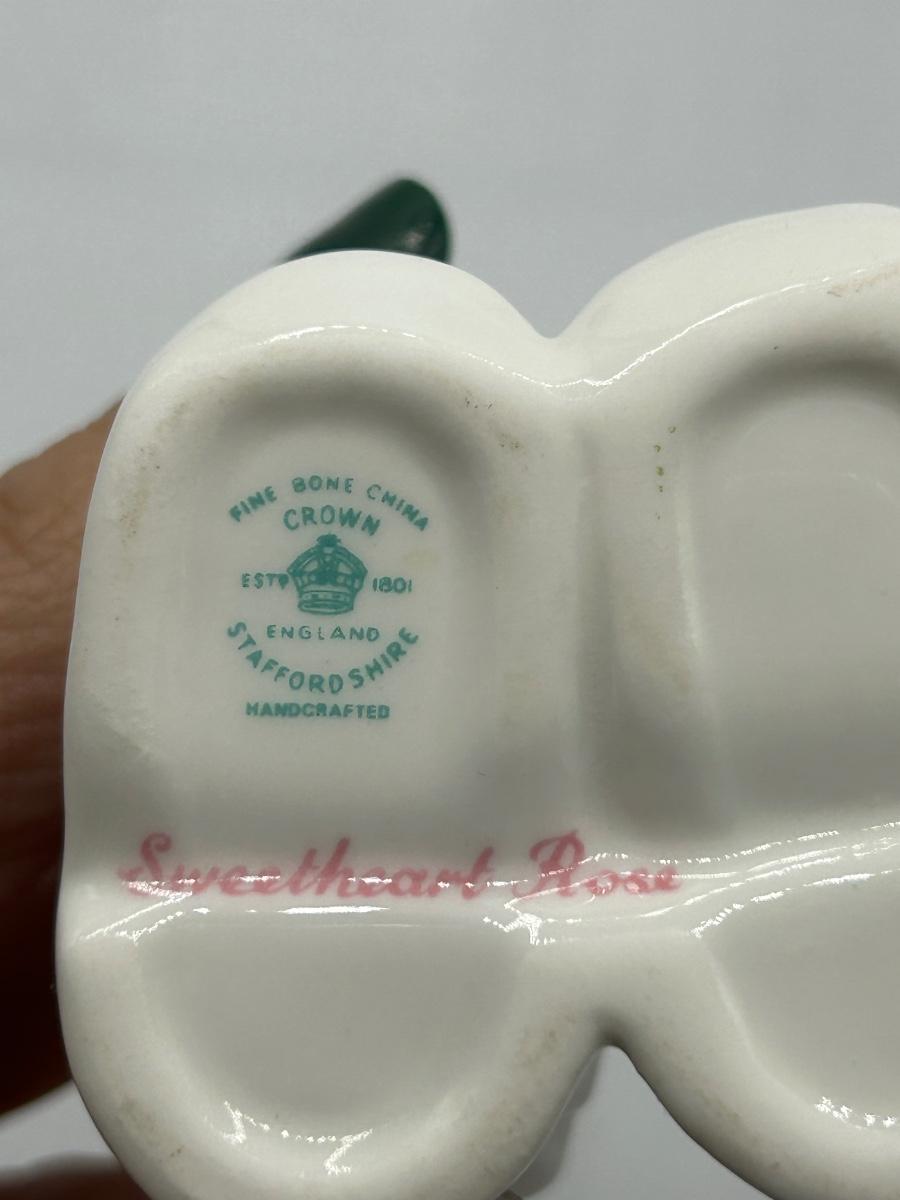 FINE BONE CHINA
CROWN
ESTD 1801
ENGLAND
STAFFORDSHIRE
HANDCRAFTED
Sweetheart Rose